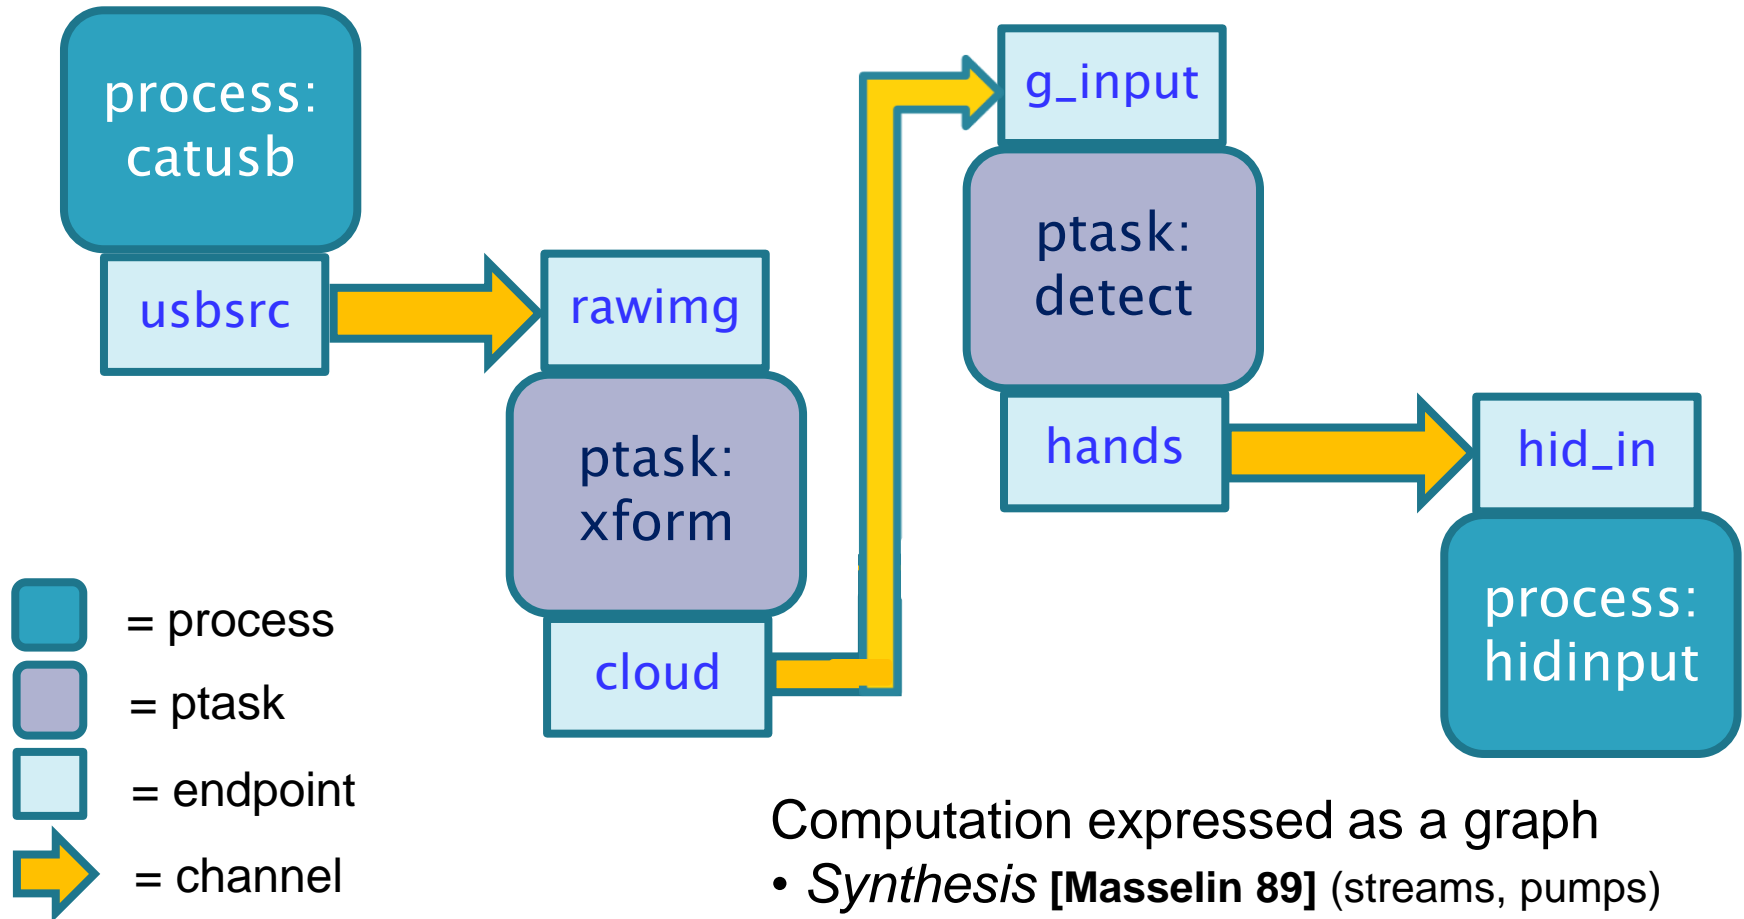 process:
catusb
usbsrc
rawimg
ptask:
xform
cloud
g_input
ptask:
detect
hands
hid_in
process:
hidinput
= process
= ptask
= endpoint
= channel
Computation expressed as a graph
• Synthesis [Masselin 89] (streams, pumps)